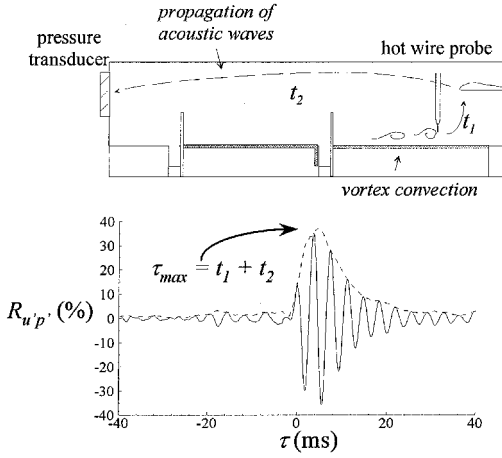 propagation of
acoustic waves
pressure
transducer
hot wire probe
t2
t1
vortex convection
40
30
20
10
0
-10
-20
-30
-40
Ru'p' (%)
τmax = t1 + t2
-40
-20
0
20
40
τ (ms)